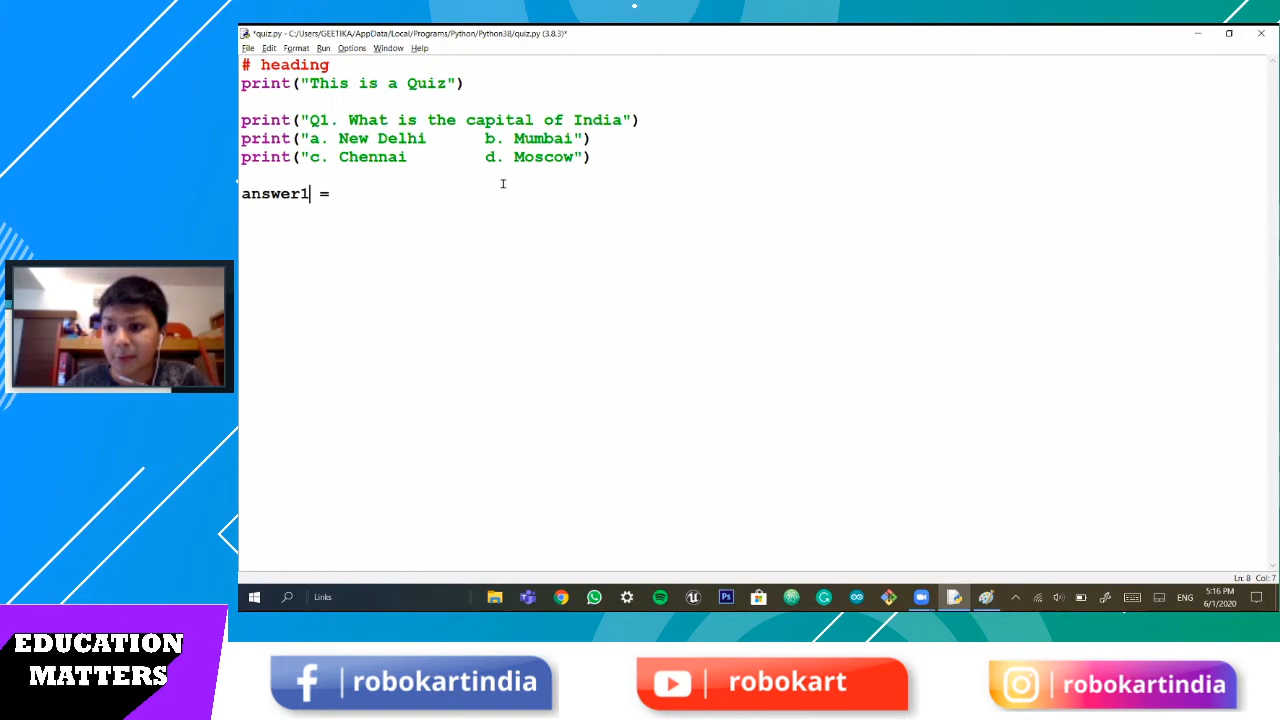 *quiz.py - C:/Users/GEETIKA/AppData/Local/Programs/Python/Python38/quiz.py (3.8.3)*
File Edit Format Run Options Window Help
# heading
print("This is a Quiz")
print("Q1. What is the capital of India")
print("a. New Delhi      b. Mumbai")
print("c. Chennai        d. Moscow")
answer1 =
Ln: 8 Col: 7
Links
Ps
ENG
5:16 PM
6/1/2020
EDUCATION
MATTERS
f | robokartindia
| robokart
| robokartindia